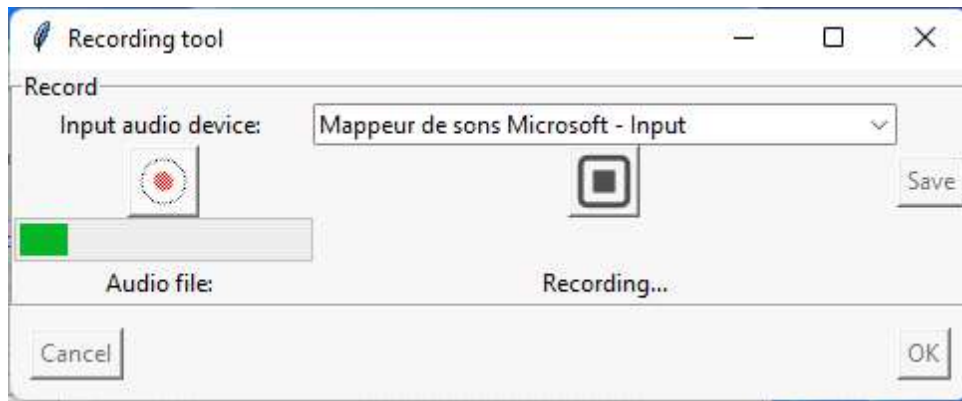 Recording tool
Record
Input audio device: Mappeur de sons Microsoft - Input
Save
Audio file: Recording...
Cancel OK